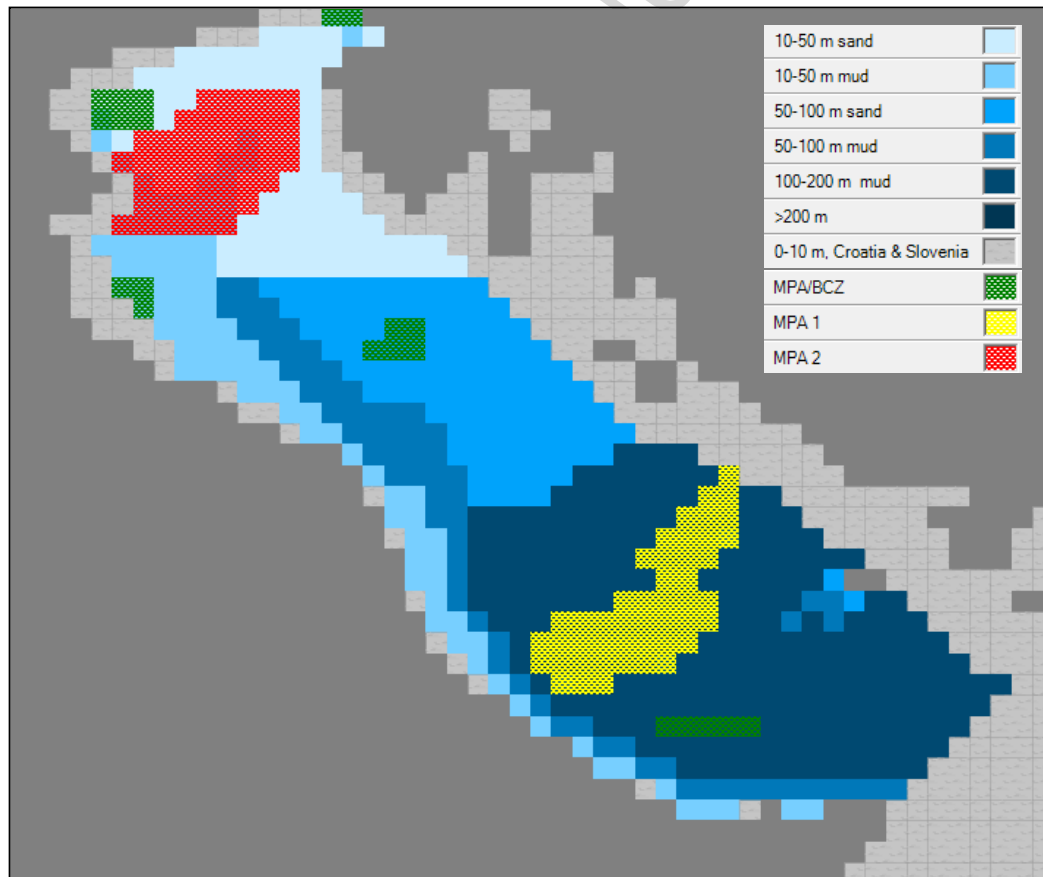 10-50 m sand
10-50 m mud
50-100 m sand
50-100 m mud
100-200 m mud
>200 m
0-10 m, Croatia & Slovenia
MPA/BCZ
MPA 1
MPA 2